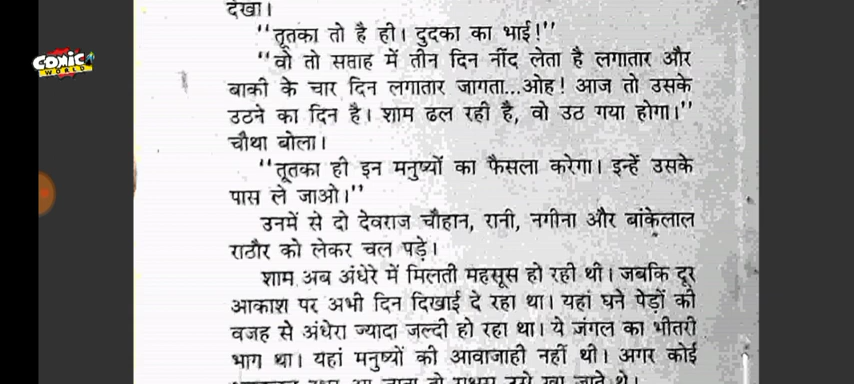 देखा।
"तूतका तो है ही। दुदका का भाई!"
COMIC WORLD
"वो तो सप्ताह में तीन दिन नींद लेता है लगातार और
बाकी के चार दिन लगातार जागता...ओह! आज तो उसके
उठने का दिन है। शाम ढल रही है, वो उठ गया होगा।"
चौथा बोला।
"तूतका ही इन मनुष्यों का फैसला करेगा। इन्हें उसके
पास ले जाओ।"
उनमें से दो देवराज चौहान, रानी, नगीना और बांकेलाल
राठौर को लेकर चल पड़े।
शाम अब अंधेरे में मिलती महसूस हो रही थी। जबकि दूर
आकाश पर अभी दिन दिखाई दे रहा था। यहां घने पेड़ों की
वजह से अंधेरा ज्यादा जल्दी हो रहा था। ये जंगल का भीतरी
भाग था। यहां मनुष्यों की आवाजाही नहीं थी। अगर कोई